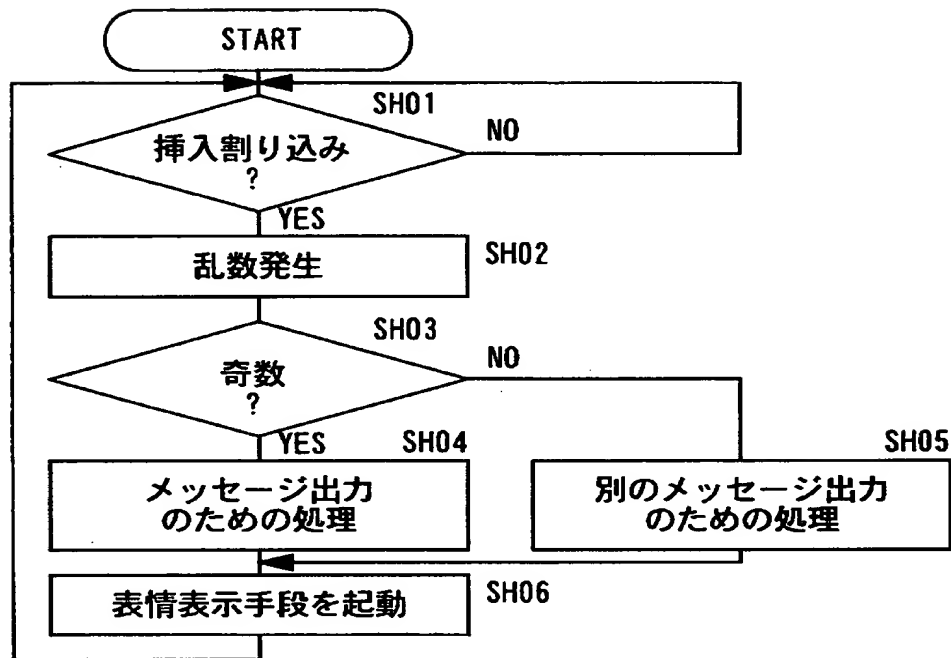 START
SH01
挿入割り込み
?
NO
YES
乱数発生
SH02
SH03
奇数
?
NO
YES
SH04
メッセージ出力
のための処理
SH05
別のメッセージ出力
のための処理
表情表示手段を起動
SH06